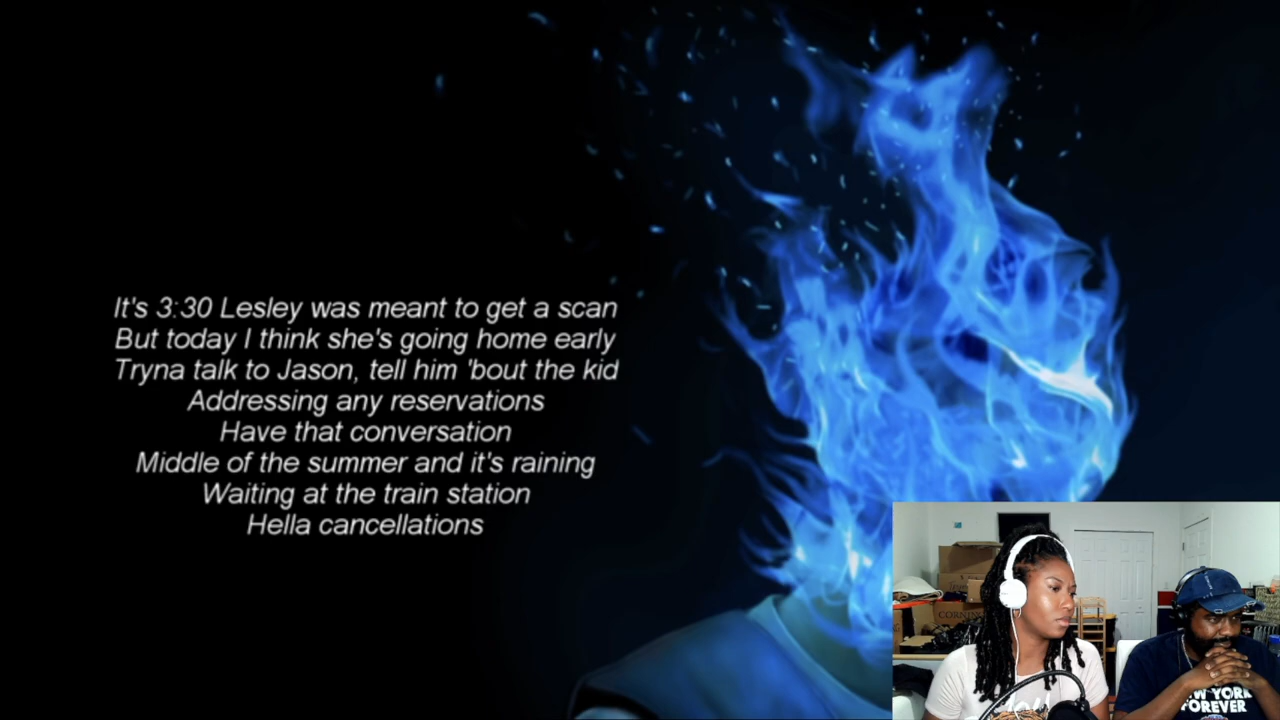 It's 3:30 Lesley was meant to get a scan
But today I think she's going home early
Tryna talk to Jason, tell him 'bout the kid
Addressing any reservations
Have that conversation
Middle of the summer and it's raining
Waiting at the train station
Hella cancellations
CORNING
YORK
FOREVER